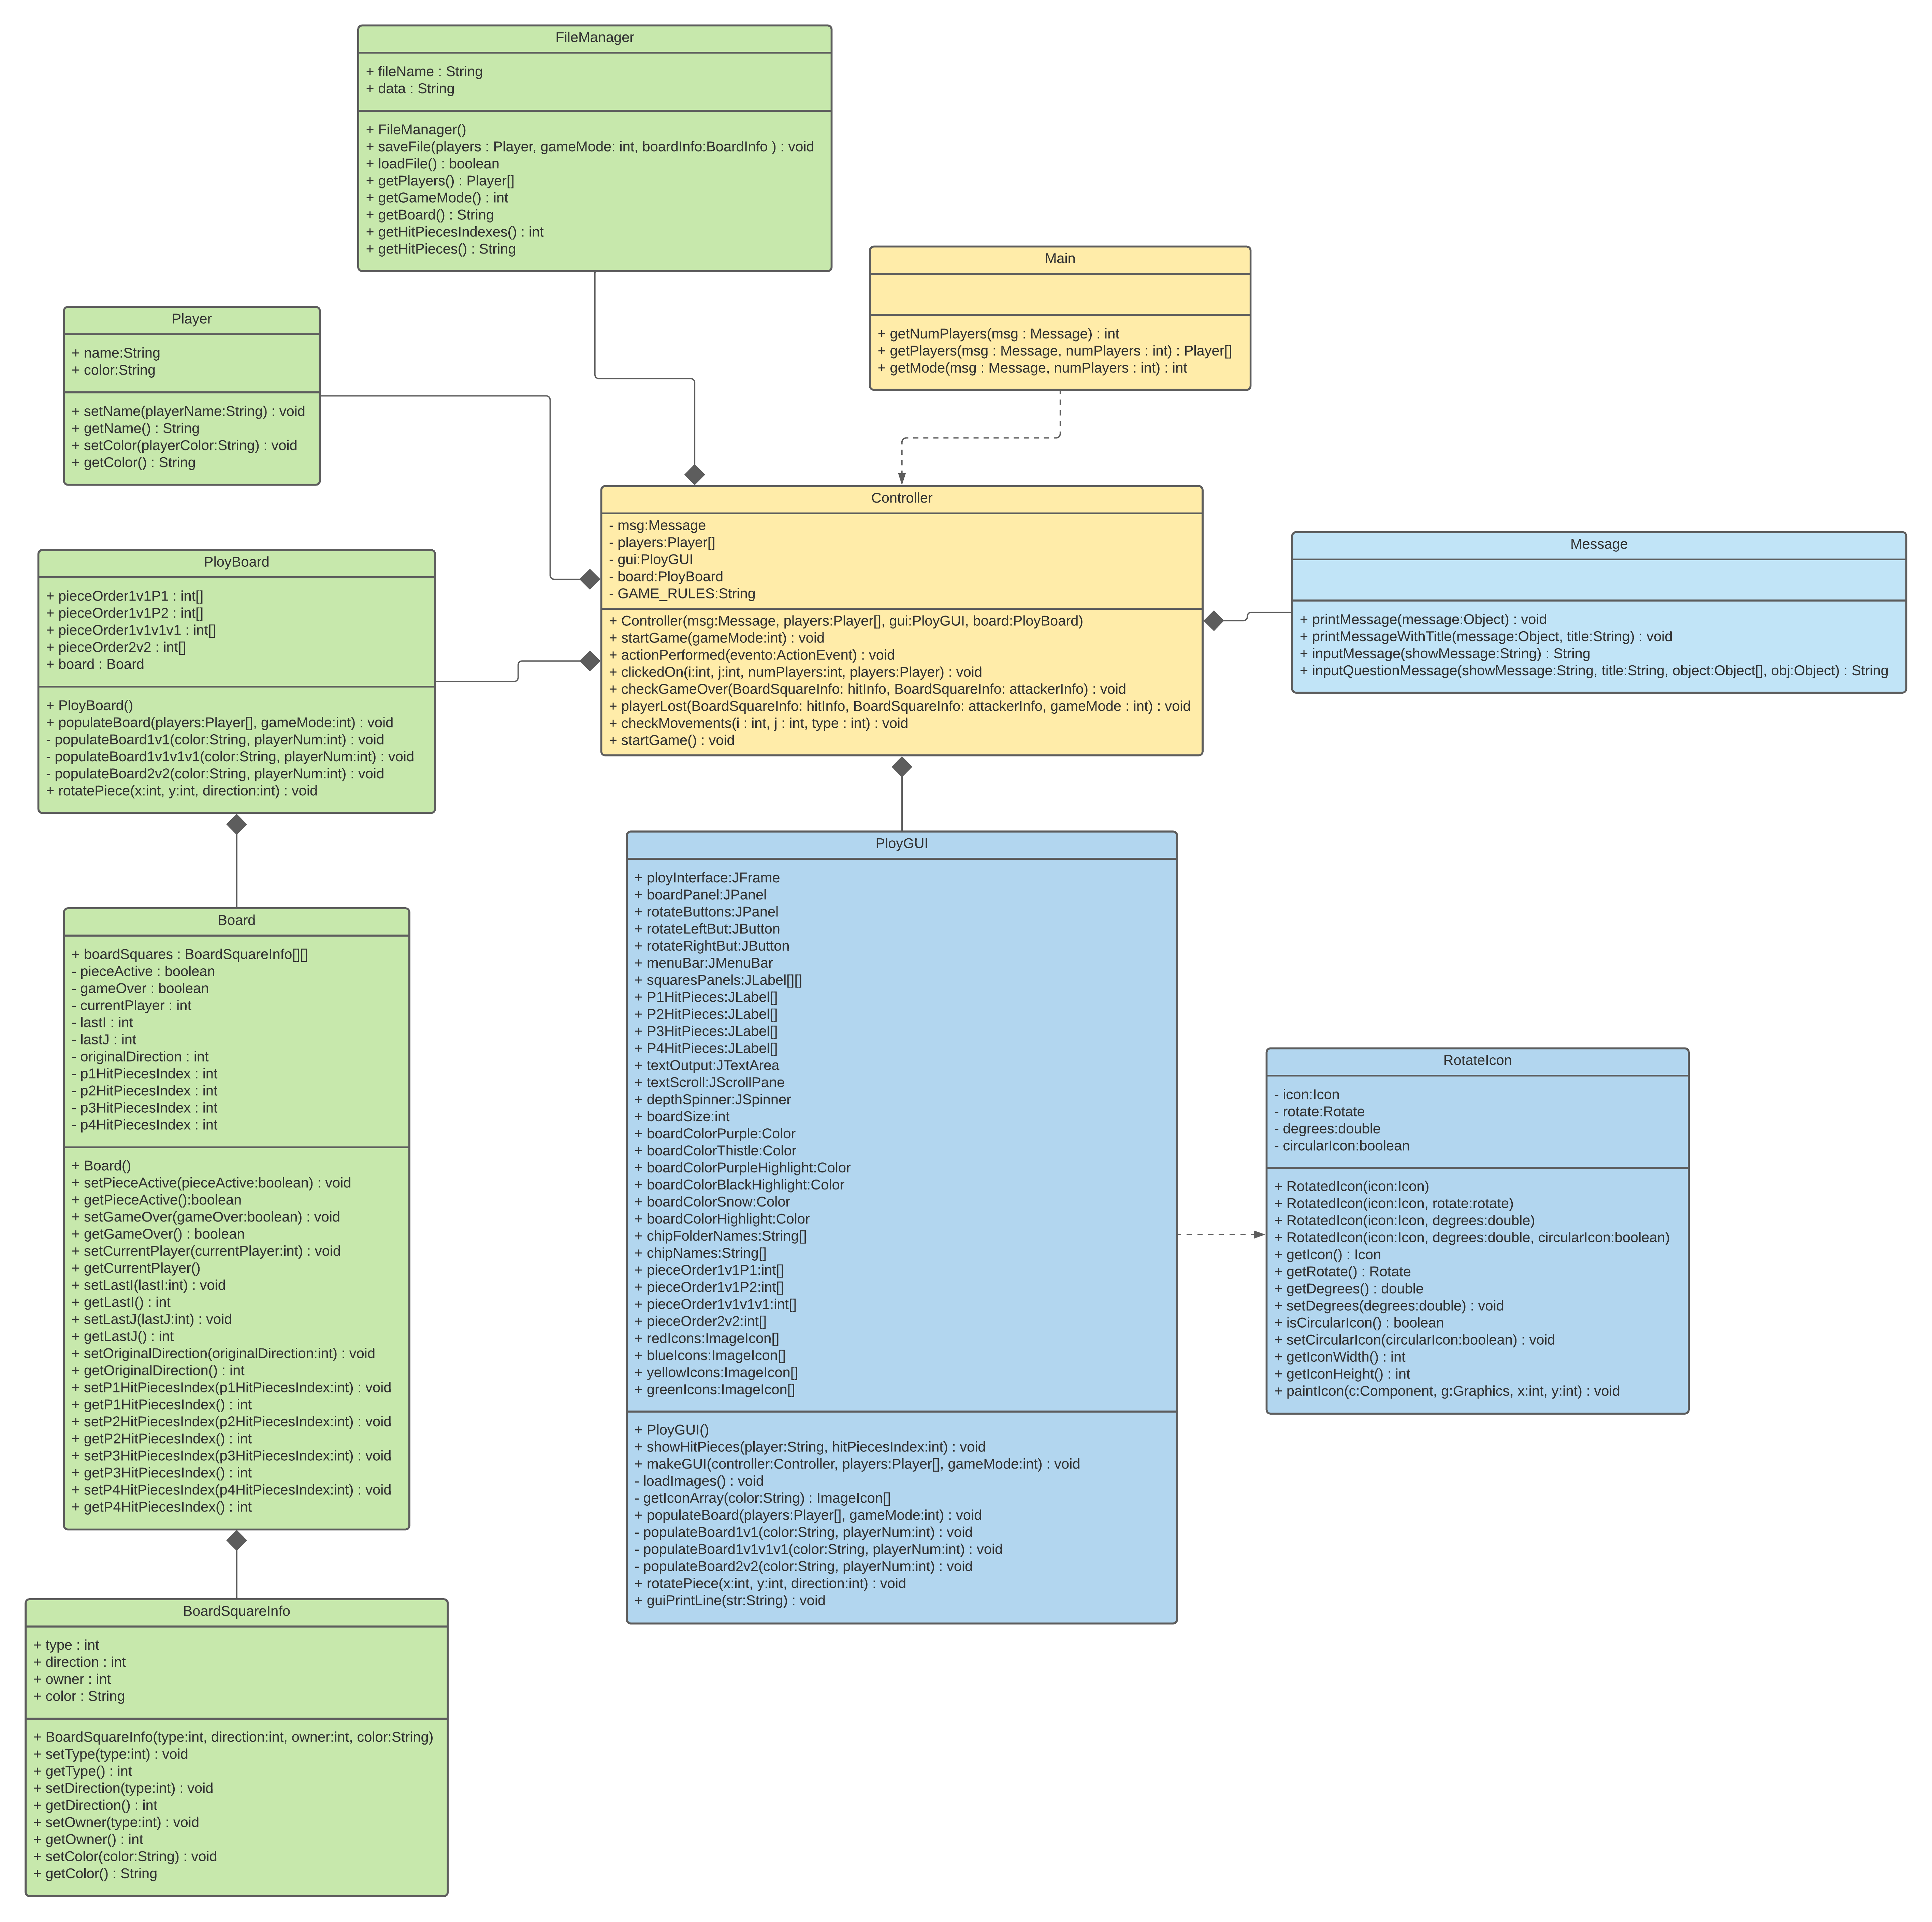 FileManager
+ fileName : String
+ data : String
+ FileManager()
+ saveFile(players : Player, gameMode: int, boardInfo:BoardInfo ) : void
+ loadFile() : boolean
+ getPlayers() : Player[]
+ getGameMode() : int
+ getBoard() : String
+ getHitPiecesIndexes() : int
+ getHitPieces() : String
Main
+ getNumPlayers(msg : Message) : int
+ getPlayers(msg : Message, numPlayers : int) : Player[]
+ getMode(msg : Message, numPlayers : int) : int
Player
+ name:String
+ color:String
+ setName(playerName:String) : void
+ getName() : String
+ setColor(playerColor:String) : void
+ getColor() : String
Controller
- msg:Message
- players:Player[]
- gui:PloyGUI
- board:PloyBoard
- GAME_RULES:String
+ Controller(msg:Message, players:Player[], gui:PloyGUI, board:PloyBoard)
+ startGame(gameMode:int) : void
+ actionPerformed(evento:ActionEvent) : void
+ clickedOn(i:int, j:int, numPlayers:int, players:Player) : void
+ checkGameOver(BoardSquareInfo: hitInfo, BoardSquareInfo: attackerInfo) : void
+ playerLost(BoardSquareInfo: hitInfo, BoardSquareInfo: attackerInfo, gameMode : int) : void
+ checkMovements(i : int, j : int, type : int) : void
+ startGame() : void
Message
+ printMessage(message:Object) : void
+ printMessageWithTitle(message:Object, title:String) : void
+ inputMessage(showMessage:String) : String
+ inputQuestionMessage(showMessage:String, title:String, object:Object[], obj:Object) : String
PloyBoard
+ pieceOrder1v1P1 : int[]
+ pieceOrder1v1P2 : int[]
+ pieceOrder1v1v1v1 : int[]
+ pieceOrder2v2 : int[]
+ board : Board
+ PloyBoard()
+ populateBoard(players:Player[], gameMode:int) : void
- populateBoard1v1(color:String, playerNum:int) : void
- populateBoard1v1v1v1(color:String, playerNum:int) : void
- populateBoard2v2(color:String, playerNum:int) : void
+ rotatePiece(x:int, y:int, direction:int) : void
Board
+ boardSquares : BoardSquareInfo[][]
- pieceActive : boolean
- gameOver : boolean
- currentPlayer : int
- lastI : int
- lastJ : int
- originalDirection : int
- p1HitPiecesIndex : int
- p2HitPiecesIndex : int
- p3HitPiecesIndex : int
- p4HitPiecesIndex : int
+ Board()
+ setPieceActive(pieceActive:boolean) : void
+ getPieceActive():boolean
+ setGameOver(gameOver:boolean) : void
+ getGameOver() : boolean
+ setCurrentPlayer(currentPlayer:int) : void
+ getCurrentPlayer()
+ setLastI(lastI:int) : void
+ getLastI() : int
+ setLastJ(lastJ:int) : void
+ getLastJ() : int
+ setOriginalDirection(originalDirection:int) : void
+ getOriginalDirection() : int
+ setP1HitPiecesIndex(p1HitPiecesIndex:int) : void
+ getP1HitPiecesIndex() : int
+ setP2HitPiecesIndex(p2HitPiecesIndex:int) : void
+ getP2HitPiecesIndex() : int
+ setP3HitPiecesIndex(p3HitPiecesIndex:int) : void
+ getP3HitPiecesIndex() : int
+ setP4HitPiecesIndex(p4HitPiecesIndex:int) : void
+ getP4HitPiecesIndex() : int
PloyGUI
+ ployInterface:JFrame
+ boardPanel:JPanel
+ rotateButtons:JPanel
+ rotateLeftBut:JButton
+ rotateRightBut:JButton
+ menuBar:JMenuBar
+ squaresPanels:JLabel[][]
+ P1HitPieces:JLabel[]
+ P2HitPieces:JLabel[]
+ P3HitPieces:JLabel[]
+ P4HitPieces:JLabel[]
+ textOutput:JTextArea
+ textScroll:JScrollPane
+ depthSpinner:JSpinner
+ boardSize:int
+ boardColorPurple:Color
+ boardColorThistle:Color
+ boardColorPurpleHighlight:Color
+ boardColorBlackHighlight:Color
+ boardColorSnow:Color
+ boardColorHighlight:Color
+ chipFolderNames:String[]
+ chipNames:String[]
+ pieceOrder1v1P1:int[]
+ pieceOrder1v1P2:int[]
+ pieceOrder1v1v1v1:int[]
+ pieceOrder2v2:int[]
+ redIcons:ImageIcon[]
+ blueIcons:ImageIcon[]
+ yellowIcons:ImageIcon[]
+ greenIcons:ImageIcon[]
+ PloyGUI()
+ showHitPieces(player:String, hitPiecesIndex:int) : void
+ makeGUI(controller:Controller, players:Player[], gameMode:int) : void
- loadImages() : void
- getIconArray(color:String) : ImageIcon[]
+ populateBoard(players:Player[], gameMode:int) : void
- populateBoard1v1(color:String, playerNum:int) : void
- populateBoard1v1v1v1(color:String, playerNum:int) : void
- populateBoard2v2(color:String, playerNum:int) : void
+ rotatePiece(x:int, y:int, direction:int) : void
+ guiPrintLine(str:String) : void
RotateIcon
- icon:Icon
- rotate:Rotate
- degrees:double
- circularIcon:boolean
+ RotatedIcon(icon:Icon)
+ RotatedIcon(icon:Icon, rotate:rotate)
+ RotatedIcon(icon:Icon, degrees:double)
+ RotatedIcon(icon:Icon, degrees:double, circularIcon:boolean)
+ getIcon() : Icon
+ getRotate() : Rotate
+ getDegrees() : double
+ setDegrees(degrees:double) : void
+ isCircularIcon() : boolean
+ setCircularIcon(circularIcon:boolean) : void
+ getIconWidth() : int
+ getIconHeight() : int
+ paintIcon(c:Component, g:Graphics, x:int, y:int) : void
BoardSquareInfo
+ type : int
+ direction : int
+ owner : int
+ color : String
+ BoardSquareInfo(type:int, direction:int, owner:int, color:String)
+ setType(type:int) : void
+ getType() : int
+ setDirection(type:int) : void
+ getDirection() : int
+ setOwner(type:int) : void
+ getOwner() : int
+ setColor(color:String) : void
+ getColor() : String